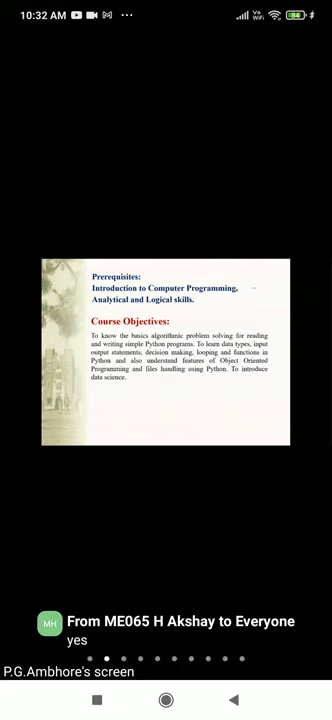 10:32 AM
Vo
WiFi
84
Prerequisites:
Introduction to Computer Programming,
Analytical and Logical skills.
Course Objectives:
To know the basics algorithmic problem solving for reading
and writing simple Python programs. To learn data types, input
output statements, decision making, looping and functions in
Python and also understand features of Object Oriented
Programming and files handling using Python. To introduce
data science.
MH
From ME065 H Akshay to Everyone
yes
P.G.Ambhore's screen